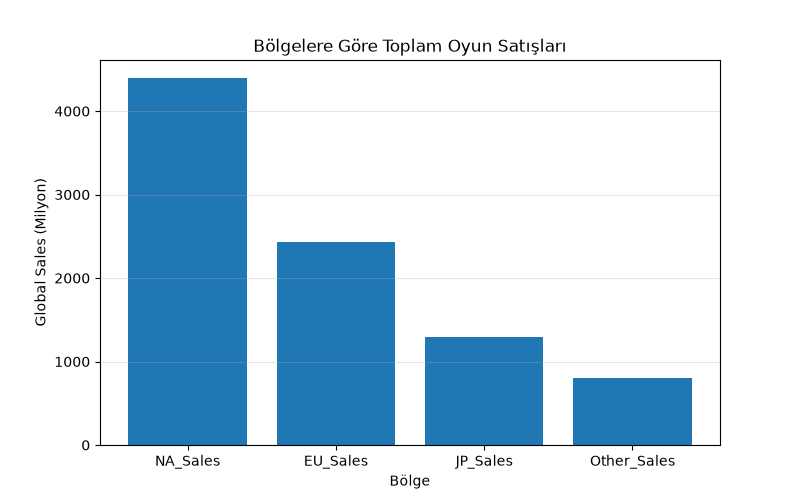 Bölgelere Göre Toplam Oyun Satışları
Global Sales (Milyon)
4000
3000
2000
1000
0
NA_Sales EU_Sales JP_Sales Other_Sales
Bölge